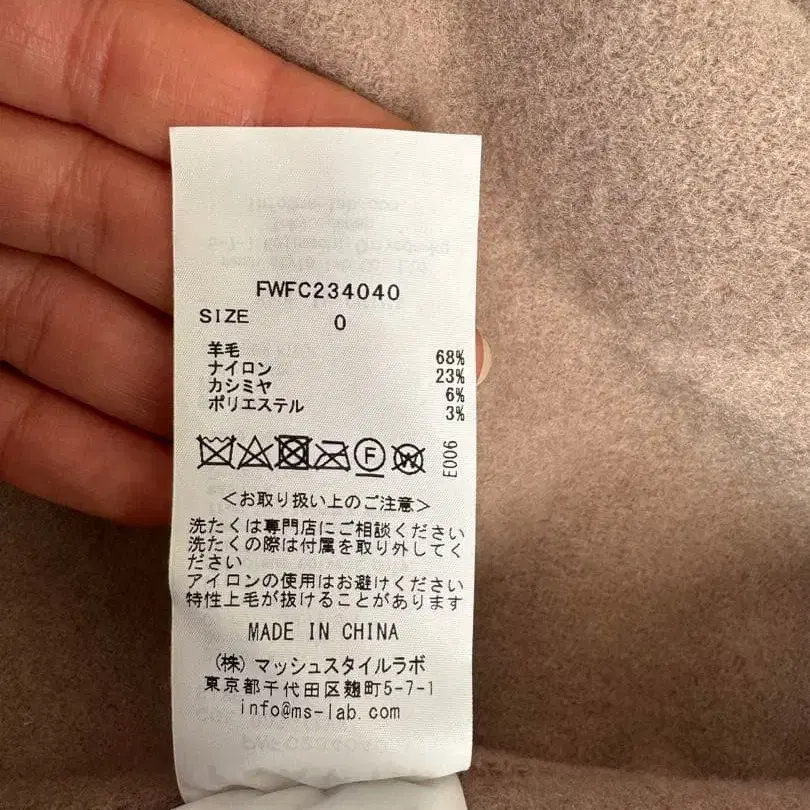 FWFC234040
SIZE 0
羊毛 68%
ナイロン 23%
カシミヤ 6%
ポリエステル 3%
F W E006
<お取り扱い上のご注意>
洗たくは専門店にご相談ください
洗たくの際は付属を取り外してく
ださい
アイロンの使用はお避けください
特性上毛が抜けることがあります
MADE IN CHINA
(株) マッシュスタイルラボ
東京都千代田区麹町5-7-1
info@ms-lab.com